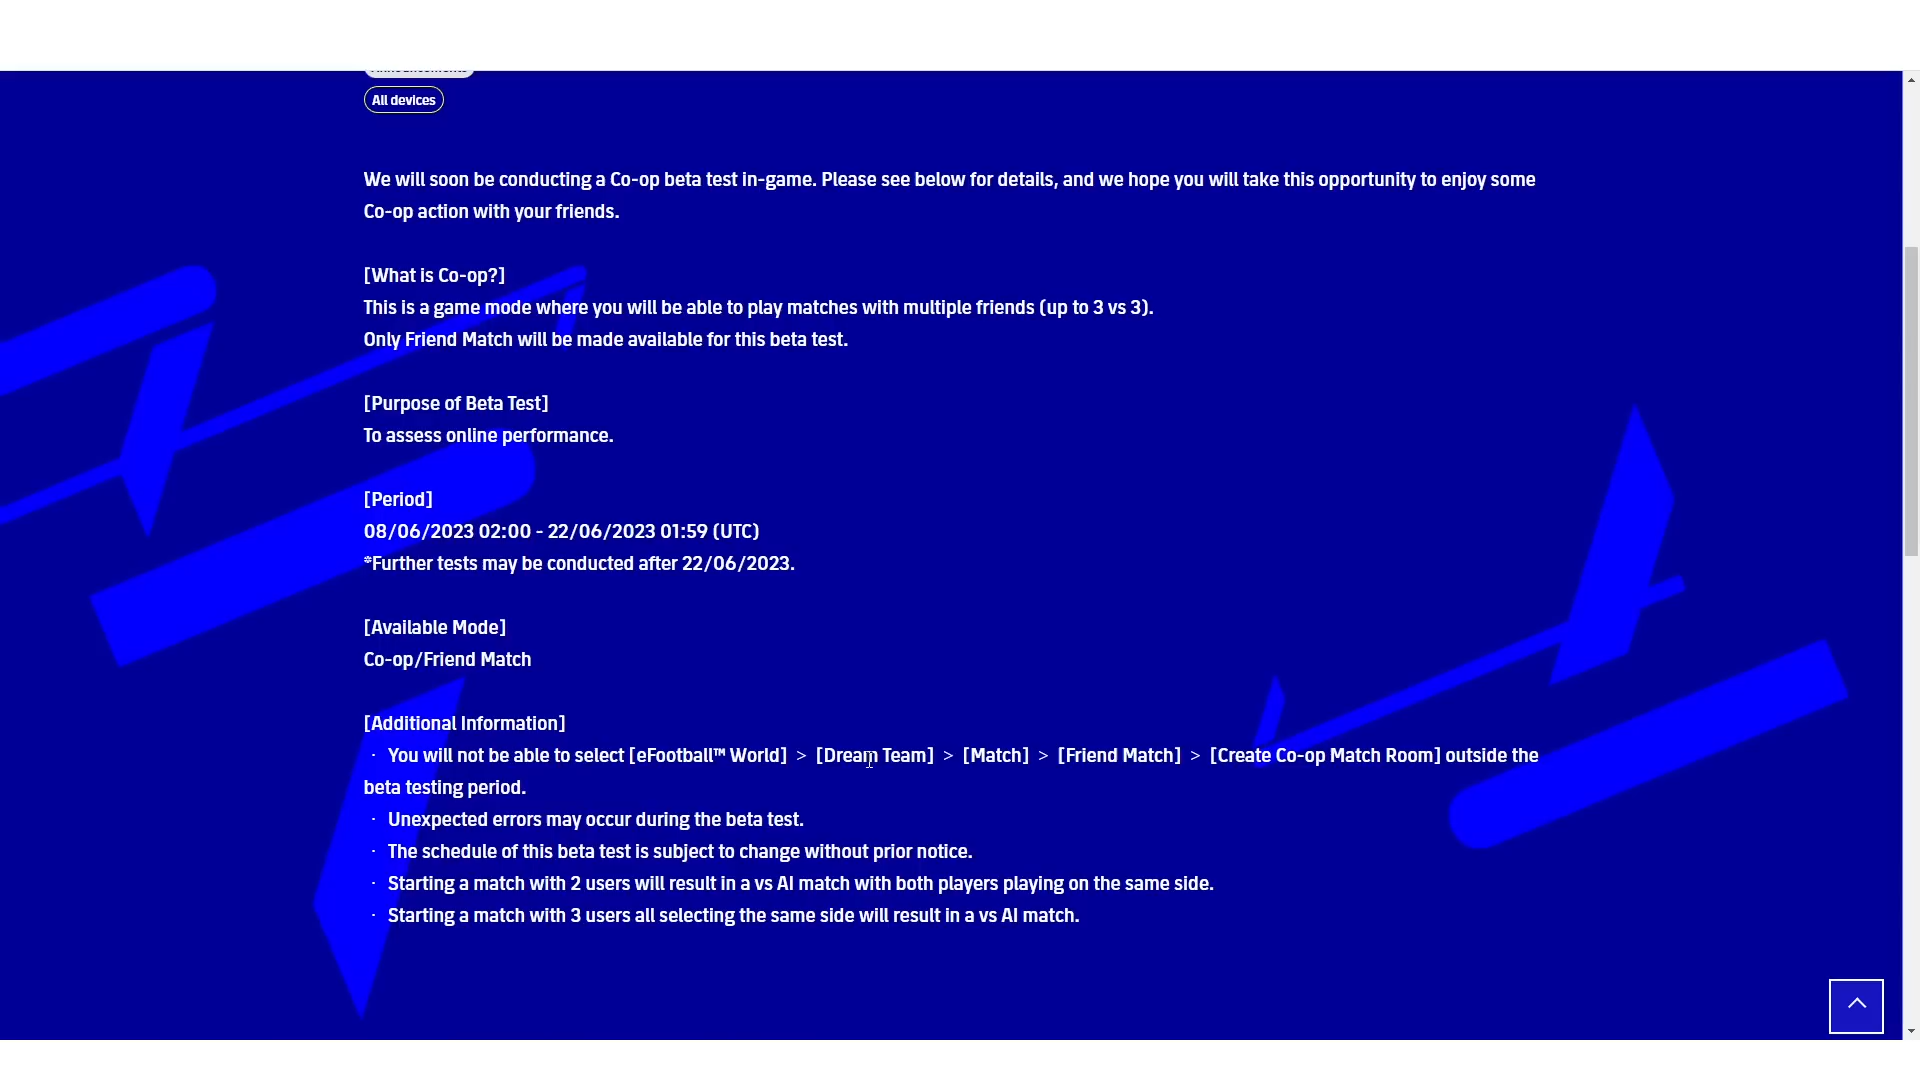 All devices
We will soon be conducting a Co-op beta test in-game. Please see below for details, and we hope you will take this opportunity to enjoy some
Co-op action with your friends.
[What is Co-op?]
This is a game mode where you will be able to play matches with multiple friends (up to 3 vs 3).
Only Friend Match will be made available for this beta test.
[Purpose of Beta Test]
To assess online performance.
[Period]
08/06/2023 02:00 - 22/06/2023 01:59 (UTC)
*Further tests may be conducted after 22/06/2023.
[Available Mode]
Co-op/Friend Match
[Additional Information]
・ You will not be able to select [eFootball™ World] > [Dream Team] > [Match] > [Friend Match] > [Create Co-op Match Room] outside the
beta testing period.
・ Unexpected errors may occur during the beta test.
・ The schedule of this beta test is subject to change without prior notice.
・ Starting a match with 2 users will result in a vs AI match with both players playing on the same side.
・ Starting a match with 3 users all selecting the same side will result in a vs AI match.